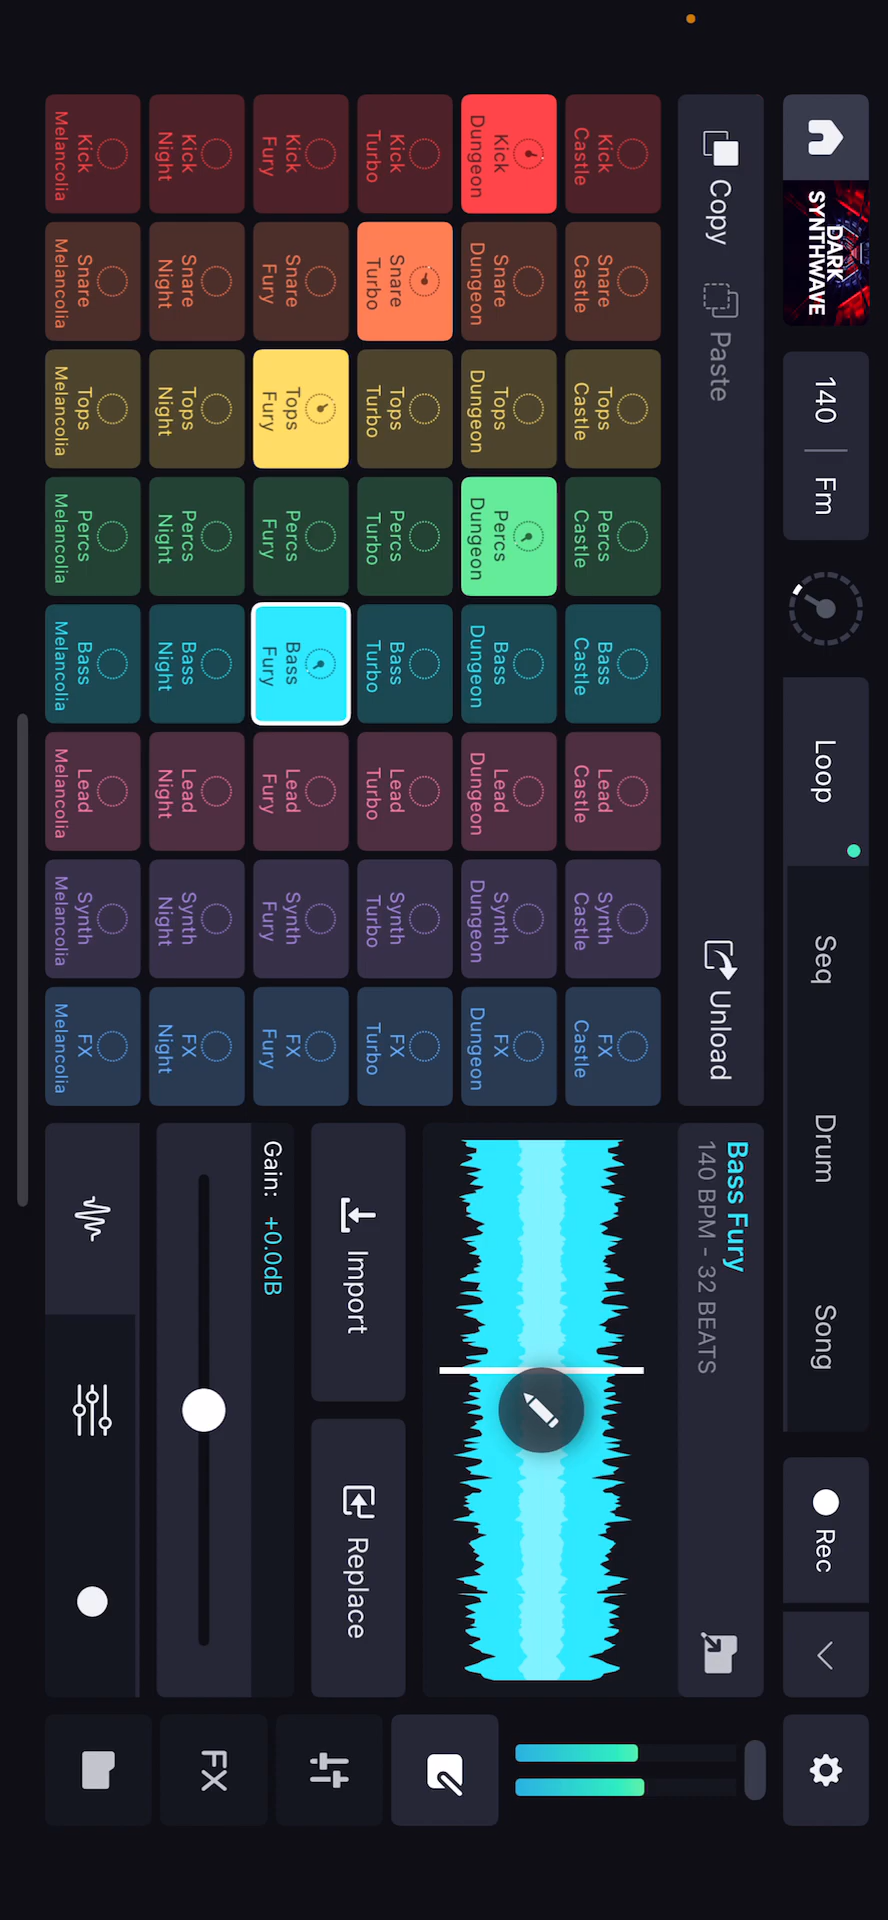 DARK
SYNTHWAVE
140
Fm
Loop
Seq
Drum
Song
Rec
Copy
Paste
Unload
Kick
Castle
Snare
Castle
Tops
Castle
Percs
Castle
Bass
Castle
Lead
Castle
Synth
Castle
FX
Castle
Kick
Dungeon
Snare
Dungeon
Tops
Dungeon
Percs
Dungeon
Bass
Dungeon
Lead
Dungeon
Synth
Dungeon
FX
Dungeon
Kick
Turbo
Snare
Turbo
Tops
Turbo
Percs
Turbo
Bass
Turbo
Lead
Turbo
Synth
Turbo
FX
Turbo
Kick
Fury
Snare
Fury
Tops
Fury
Percs
Fury
Bass
Fury
Lead
Fury
Synth
Fury
FX
Fury
Kick
Night
Snare
Night
Tops
Night
Percs
Night
Bass
Night
Lead
Night
Synth
Night
FX
Night
Kick
Melancolia
Snare
Melancolia
Tops
Melancolia
Percs
Melancolia
Bass
Melancolia
Lead
Melancolia
Synth
Melancolia
FX
Melancolia
Bass Fury
140 BPM - 32 BEATS
Import
Replace
Gain: +0.0dB
FX